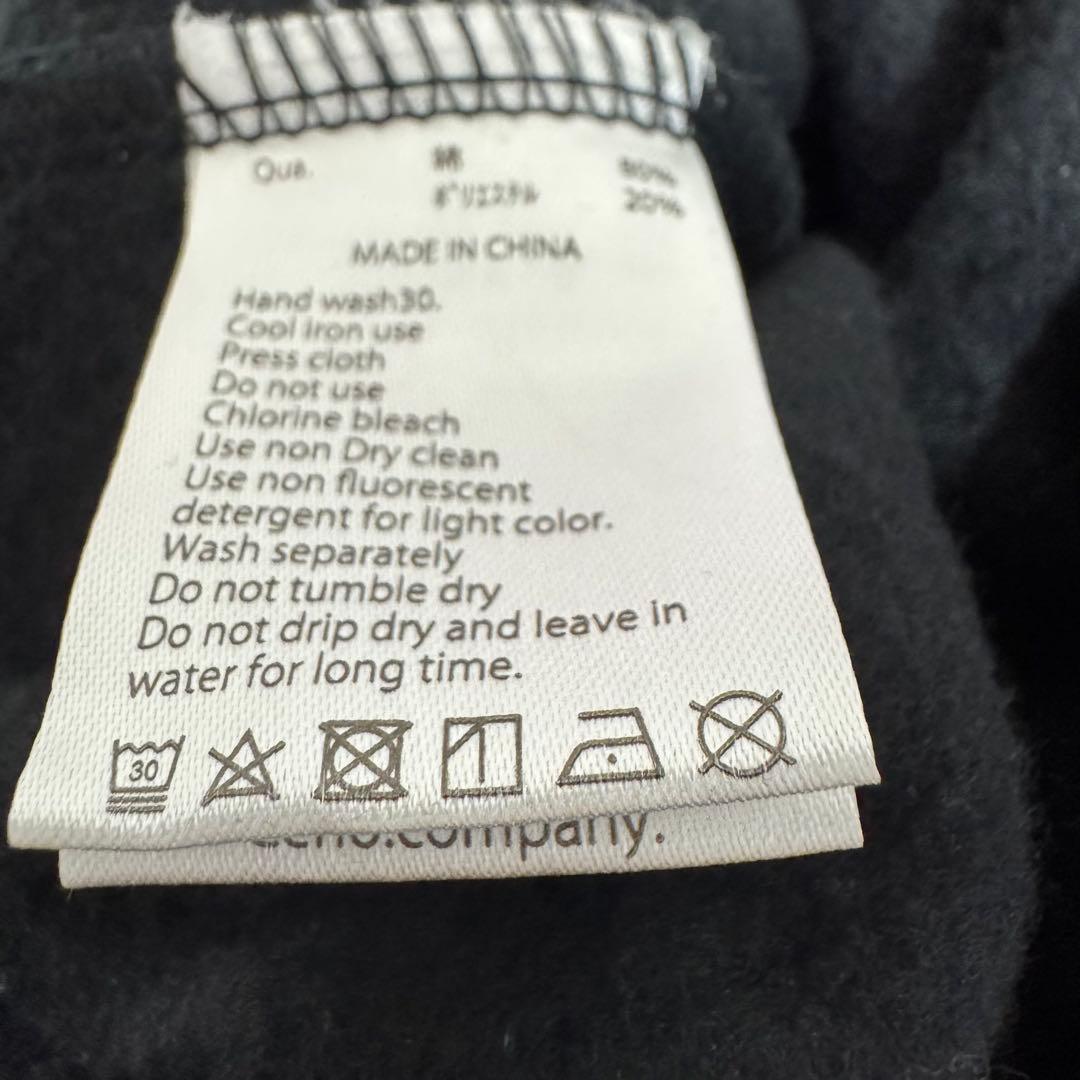 Qua. 綿 80%
ポリエステル 20%
MADE IN CHINA
Hand wash30.
Cool iron use
Press cloth
Do not use
Chlorine bleach
Use non Dry clean
Use non fluorescent
detergent for light color.
Wash separately
Do not tumble dry
Do not drip dry and leave in
water for long time.
30
.company.